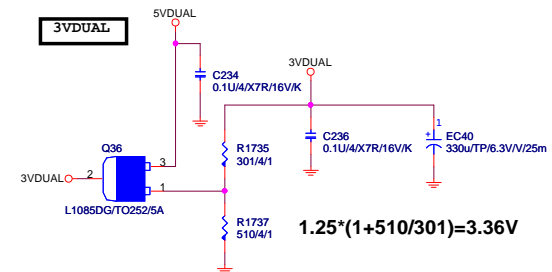 3VDUAL
5VDUAL
C234
0.1U/4/X7R/16V/K
3VDUAL
Q36
3
2
1
3VDUAL
L1085DG/TO252/5A
R1735
301/4/1
R1737
510/4/1
C236
0.1U/4/X7R/16V/K
1
+
EC40
330u/TP/6.3V/V/25m
1.25*(1+510/301)=3.36V